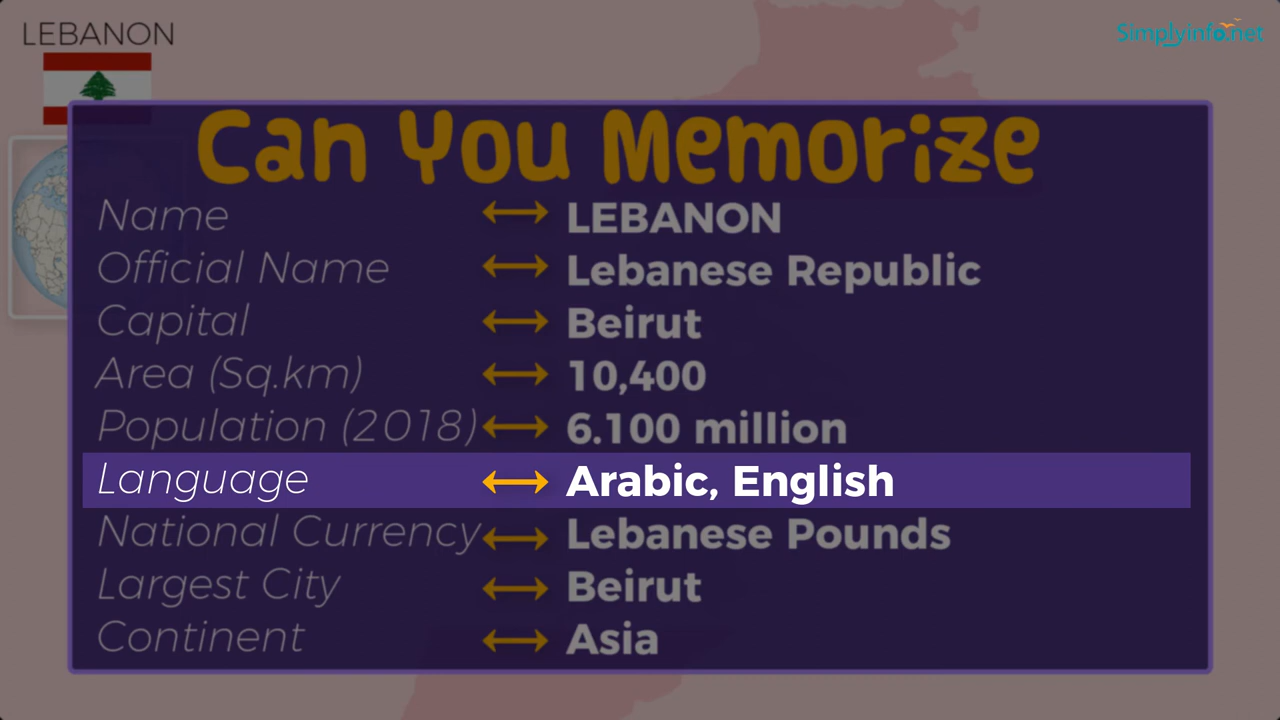 LEBANON
Simplyinfo.net
Can You Memorize
Name ↔ LEBANON
Official Name ↔ Lebanese Republic
Capital ↔ Beirut
Area (Sq.km) ↔ 10,400
Population (2018) ↔ 6.100 million
Language ↔ Arabic, English
National Currency ↔ Lebanese Pounds
Largest City ↔ Beirut
Continent ↔ Asia